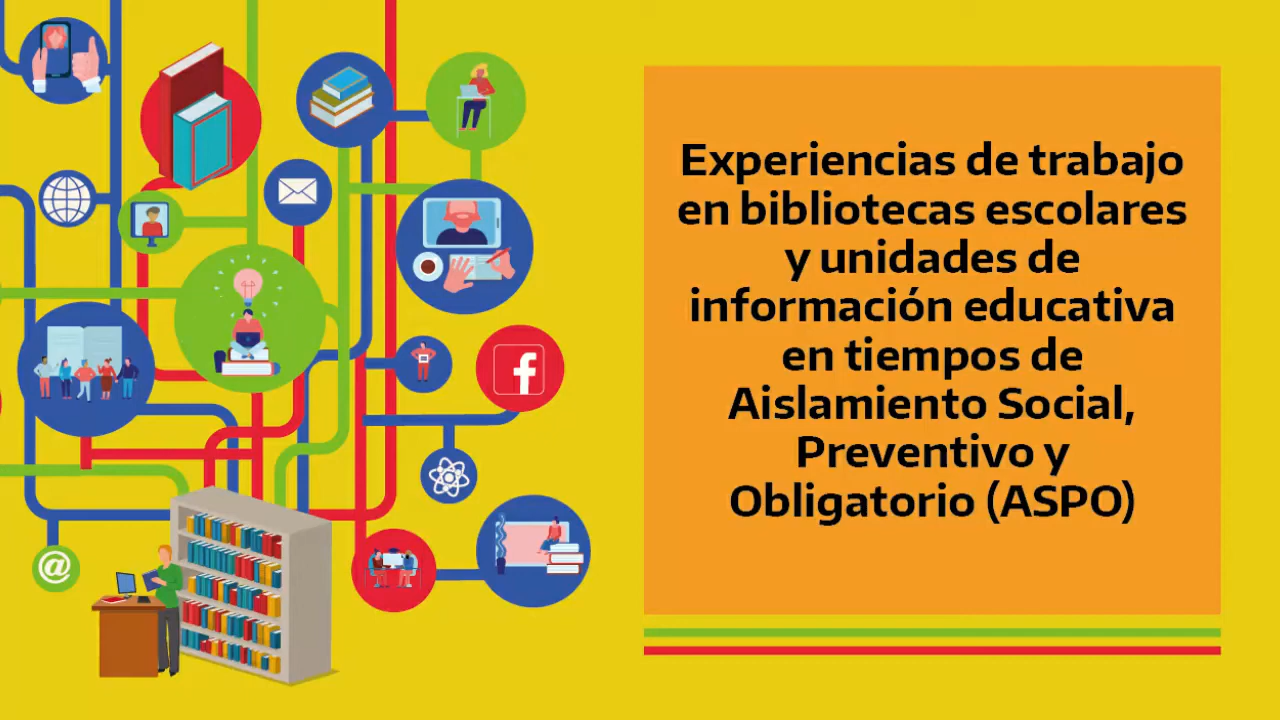 Experiencias de trabajo
en bibliotecas escolares
y unidades de
información educativa
en tiempos de
Aislamiento Social,
Preventivo y
Obligatorio (ASPO)
f
@